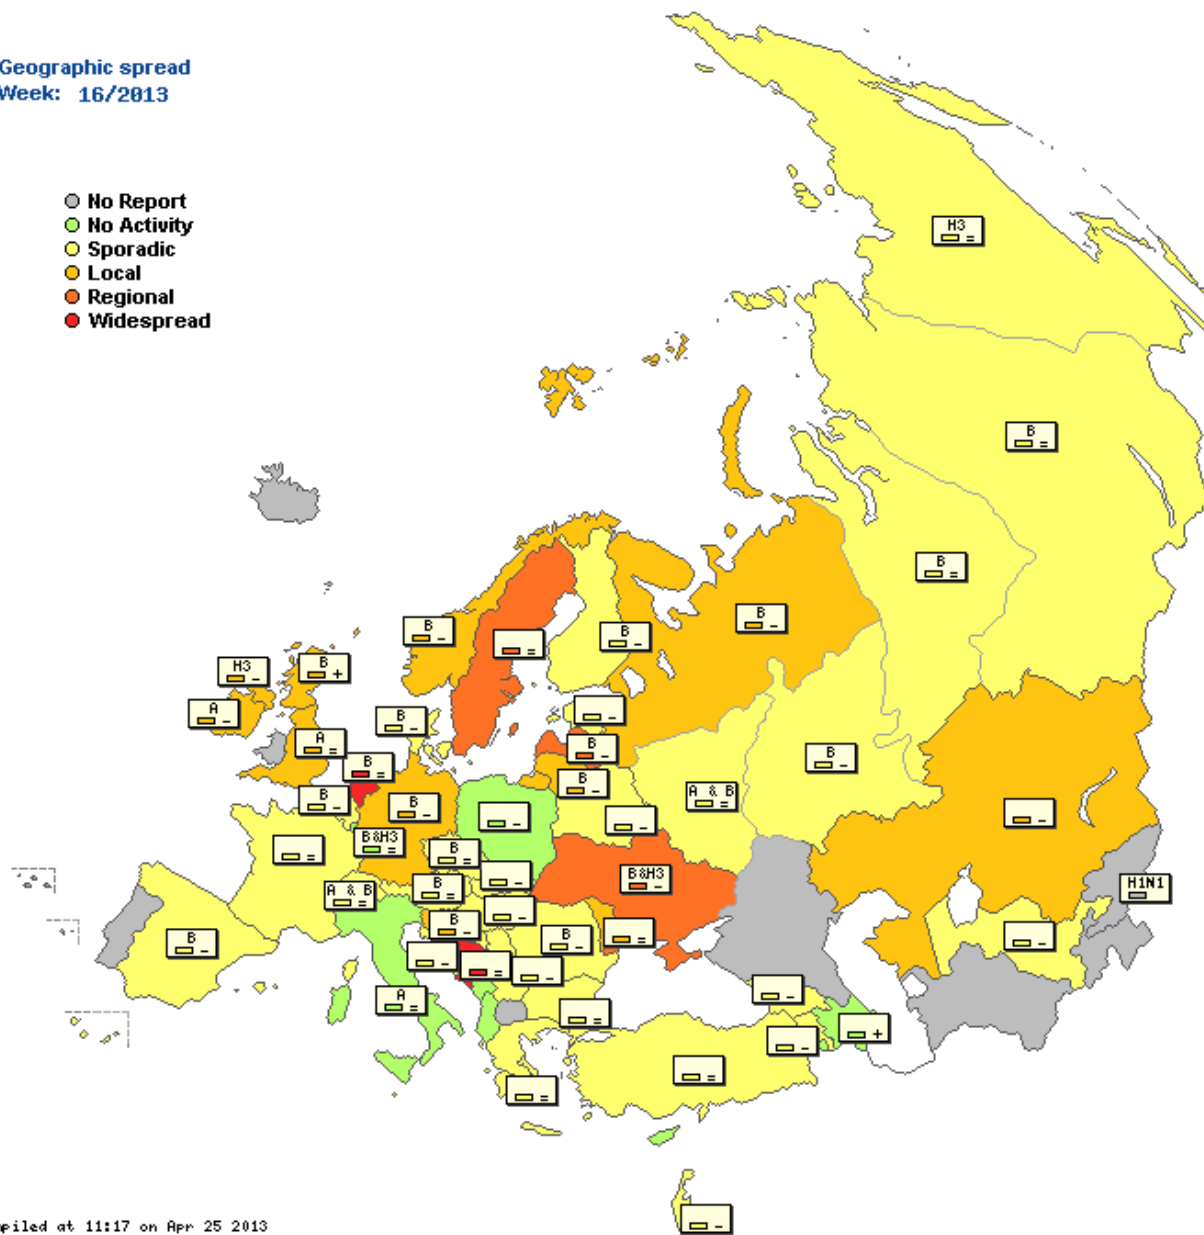 Geographic spread
Week: 16/2013
No Report
No Activity
Sporadic
Local
Regional
Widespread
H3
=
B
=
B
=
B
-
B
-
=
B
-
B
+
H3
-
A
-
B
-
-
A
=
B
=
B
-
B
-
A & B
=
B
-
B
-
B
-
-
-
-
B&H3
=
=
B
=
-
B&H3
-
H1N1
A & B
=
B
=
-
B
-
B
-
=
-
B
-
-
=
-
-
A
=
=
-
+
=
=
-
piled at 11:17 on Apr 25 2013